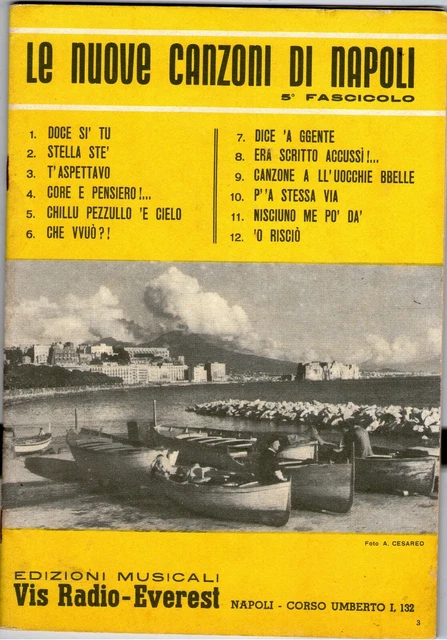 LE NUOVE CANZONI DI NAPOLI
5° FASCICOLO
1. DOCE SI' TU
2. STELLA STE'
3. T'ASPETTAVO
4. CORE E PENSIERO!...
5. CHILLU PEZZULLO 'E CIELO
6. CHE VVUÒ?!
7. DICE 'A GGENTE
8. ERA SCRITTO ACCUSSÌ!...
9. CANZONE A LL'UOCCHIE BBELLE
10. P''A STESSA VIA
11. NISCIUNO ME PO' DA'
12. 'O RISCIÒ
Foto A. CESAREO
EDIZIONI MUSICALI
Vis Radio-Everest NAPOLI - CORSO UMBERTO I, 132
3